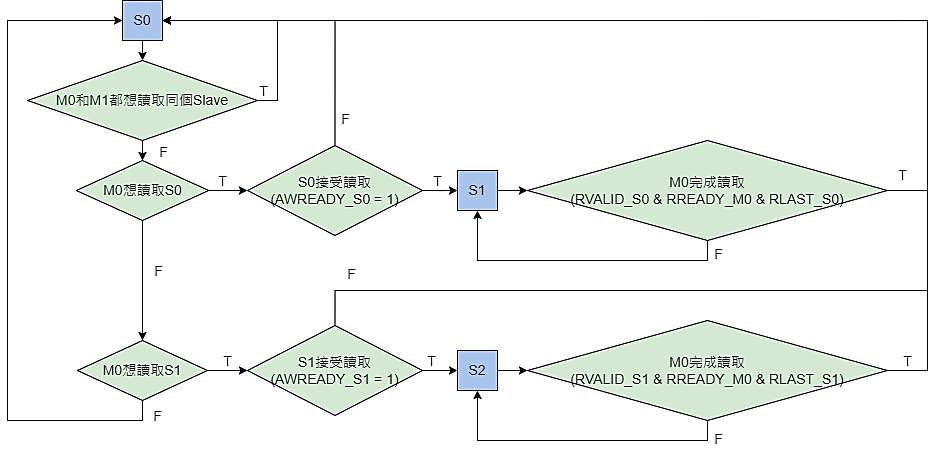 S0
M0和M1都想讀取同個Slave
T
F
F
M0想讀取S0
T
S0接受讀取
(AWREADY_S0 = 1)
T
S1
M0完成讀取
(RVALID_S0 & RREADY_M0 & RLAST_S0)
T
F
F
F
M0想讀取S1
T
S1接受讀取
(AWREADY_S1 = 1)
T
S2
M0完成讀取
(RVALID_S1 & RREADY_M0 & RLAST_S1)
T
F
F